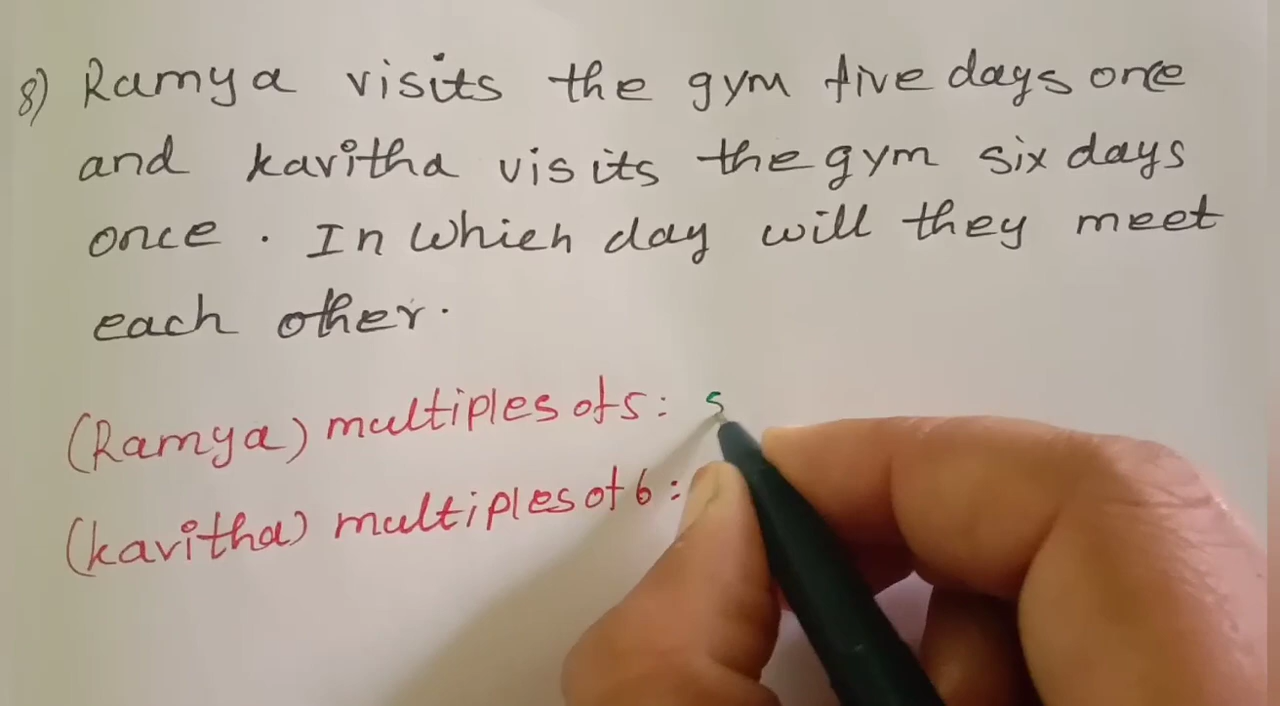 8) Ramya visits the gym five days once
and kavitha visits the gym six days
once. In which day will they meet
each other.
(Ramya) multiples of 5: 5
(kavitha) multiples of 6: